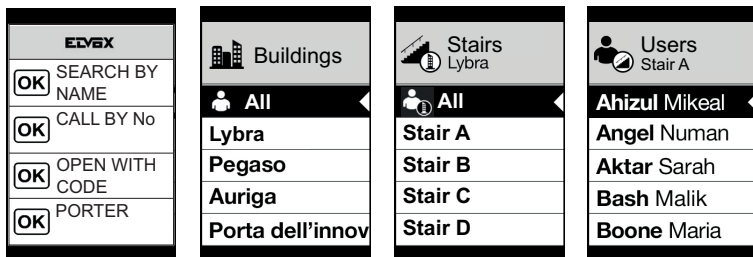 ELVOX
OK SEARCH BY
NAME
OK CALL BY No
OK OPEN WITH
CODE
OK PORTER
Buildings
All
Lybra
Pegaso
Auriga
Porta dell'innov
Stairs
Lybra
All
Stair A
Stair B
Stair C
Stair D
Users
Stair A
Ahizul Mikeal
Angel Numan
Aktar Sarah
Bash Malik
Boone Maria